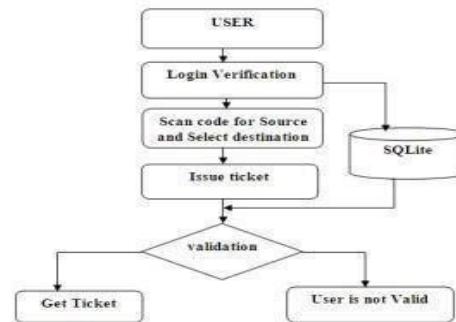 USER
Login Verification
Scan code for Source
and Select destination
SQLite
Issue ticket
validation
Get Ticket
User is not Valid